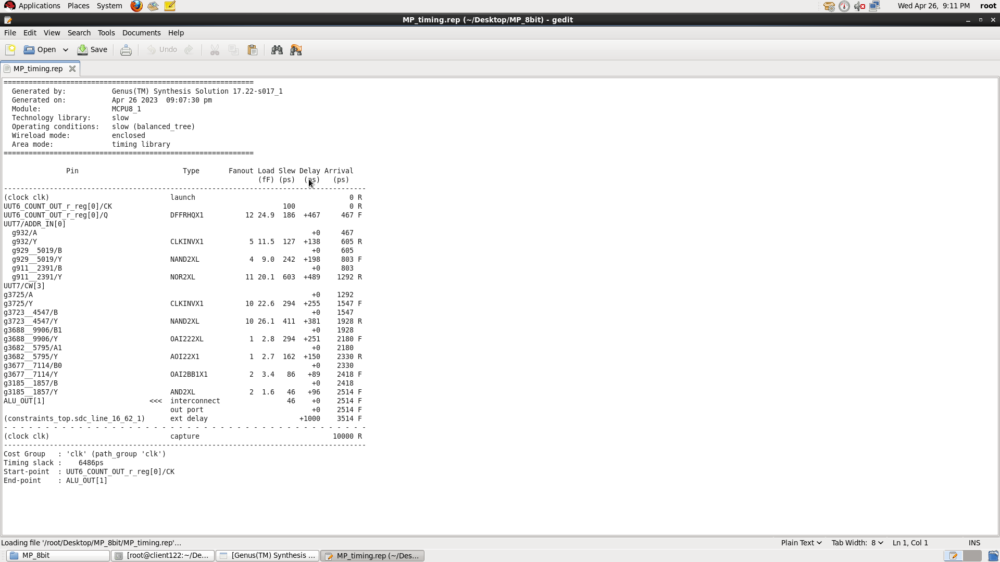 Applications Places System Wed Apr 26, 9:11 PM root
MP_timing.rep (~/Desktop/MP_8bit) - gedit
File Edit View Search Tools Documents Help
Open Save Undo
MP_timing.rep
============================================================
  Generated by:           Genus(TM) Synthesis Solution 17.22-s017_1
  Generated on:           Apr 26 2023  09:07:30 pm
  Module:                 MCPU8_1
  Technology library:     slow
  Operating conditions:   slow (balanced_tree)
  Wireload mode:          enclosed
  Area mode:              timing library
============================================================
               Pin                         Type       Fanout Load Slew Delay Arrival
                                                             (fF) (ps)  (ps)   (ps)
---------------------------------------------------------------------------------------
(clock clk)                             launch                                     0 R
UUT6_COUNT_OUT_r_reg[0]/CK                                         100             0 R
UUT6_COUNT_OUT_r_reg[0]/Q               DFFRHQX1          12 24.9  186  +467     467 F
UUT7/ADDR_IN[0]
  g932/A                                                                  +0     467
  g932/Y                                CLKINVX1           5 11.5  127  +138     605 R
  g929__5019/B                                                            +0     605
  g929__5019/Y                          NAND2XL            4  9.0  242  +198     803 F
  g911__2391/B                                                            +0     803
  g911__2391/Y                          NOR2XL            11 20.1  603  +489    1292 R
UUT7/CW[3]
g3725/A                                                                   +0    1292
g3725/Y                                 CLKINVX1          10 22.6  294  +255    1547 F
g3723__4547/B                                                             +0    1547
g3723__4547/Y                           NAND2XL           10 26.1  411  +381    1928 R
g3688__9906/B1                                                            +0    1928
g3688__9906/Y                           OAI222XL           1  2.8  294  +251    2180 F
g3682__5795/A1                                                            +0    2180
g3682__5795/Y                           AOI22X1            1  2.7  162  +150    2330 R
g3677__7114/B0                                                            +0    2330
g3677__7114/Y                           OAI2BB1X1          2  3.4   86   +89    2418 F
g3185__1857/B                                                             +0    2418
g3185__1857/Y                           AND2XL             2  1.6   46   +96    2514 F
ALU_OUT[1]                         <<<  interconnect                46    +0    2514 F
                                        out port                          +0    2514 F
(constraints_top.sdc_line_16_62_1)      ext delay                      +1000    3514 F
- - - - - - - - - - - - - - - - - - - - - - - - - - - - - - - - - - - - - - - - - - - -
(clock clk)                             capture                                10000 R
---------------------------------------------------------------------------------------
Cost Group   : 'clk' (path_group 'clk')
Timing slack :    6486ps
Start-point  : UUT6_COUNT_OUT_r_reg[0]/CK
End-point    : ALU_OUT[1]
Loading file '/root/Desktop/MP_8bit/MP_timing.rep'... Plain Text Tab Width: 8 Ln 1, Col 1 INS
MP_8bit [root@client122:~/De... [Genus(TM) Synthesis ... MP_timing.rep (~/Des...